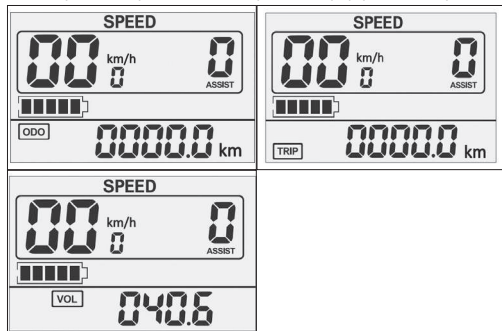 SPEED
00 km/h 0 0 ASSIST
ODO 0000.0 km
SPEED
00 km/h 0 0 ASSIST
TRIP 0000.0 km
SPEED
00 km/h 0 0 ASSIST
VOL 040.6